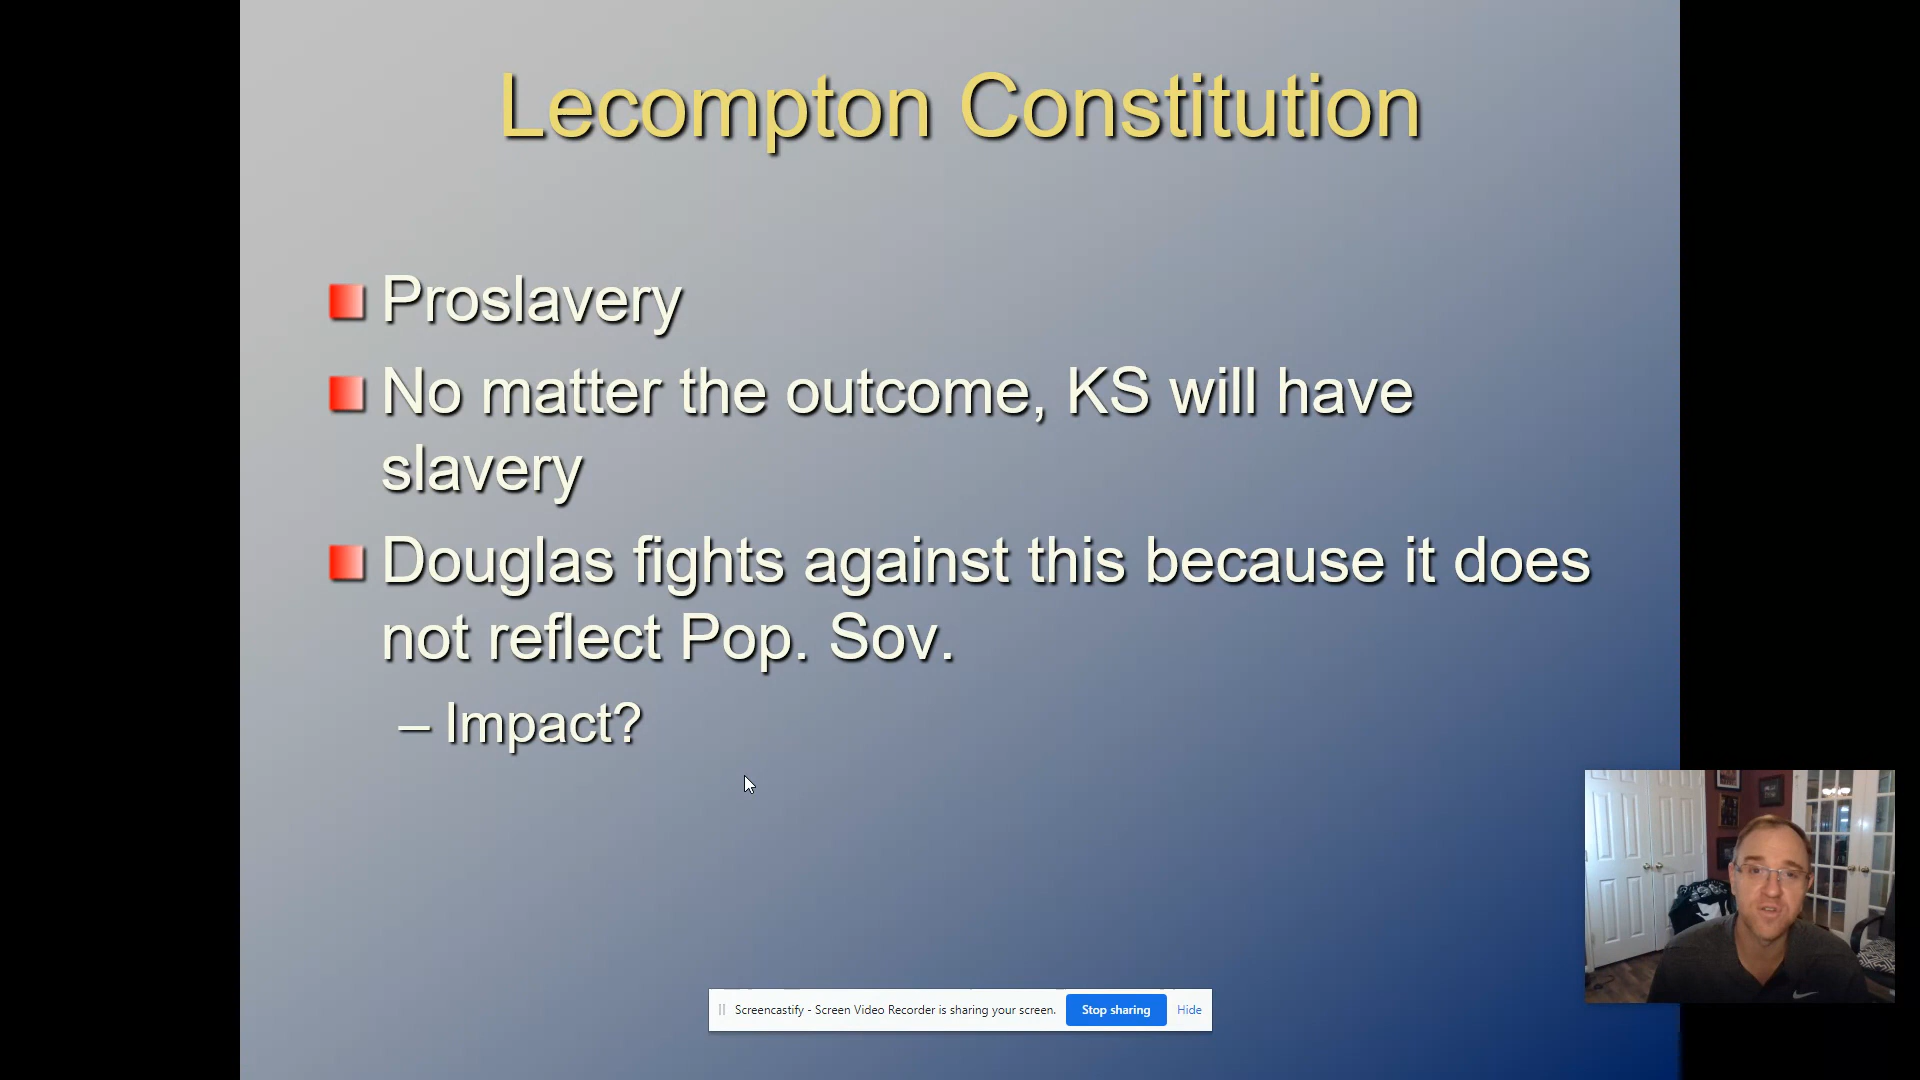 Lecompton Constitution
Proslavery
No matter the outcome, KS will have
slavery
Douglas fights against this because it does
not reflect Pop. Sov.
– Impact?
Screencastify - Screen Video Recorder is sharing your screen. Stop sharing Hide